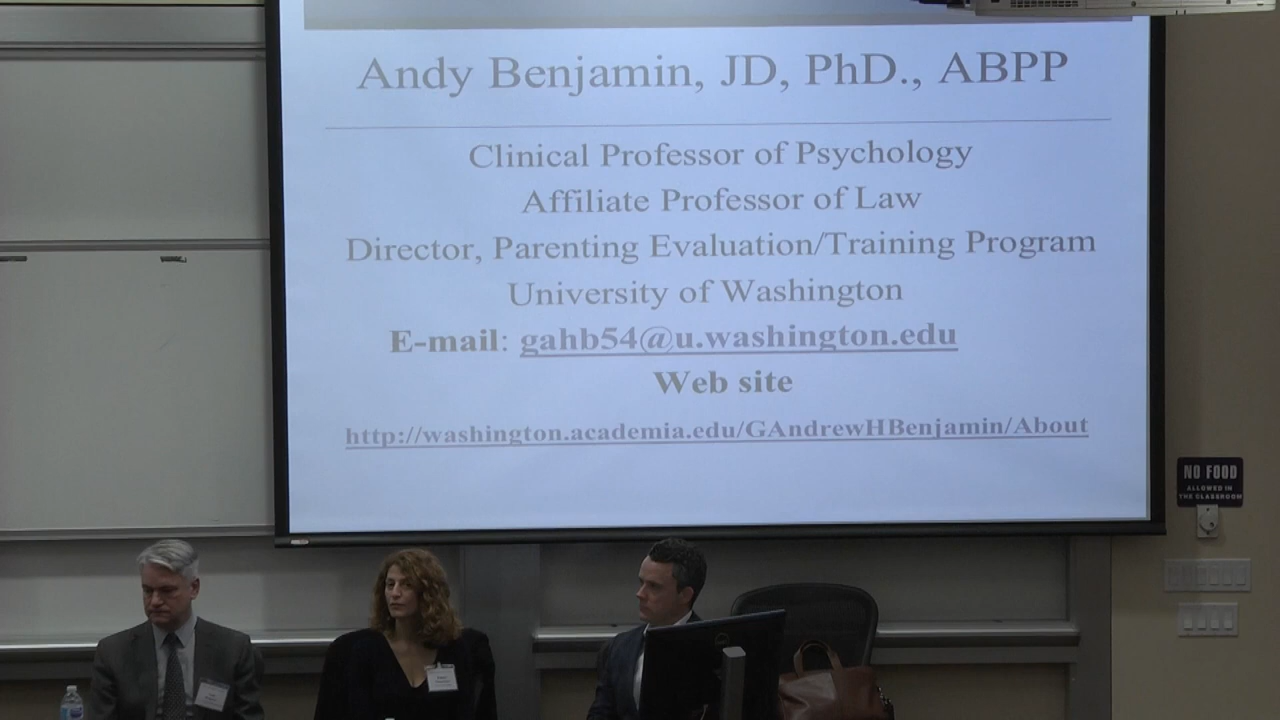 Andy Benjamin, JD, PhD., ABPP
Clinical Professor of Psychology
Affiliate Professor of Law
Director, Parenting Evaluation/Training Program
University of Washington
E-mail: gahb54@u.washington.edu
Web site
http://washington.academia.edu/GAndrewHBenjamin/About
NO FOOD
ALLOWED IN
THE CLASSROOM